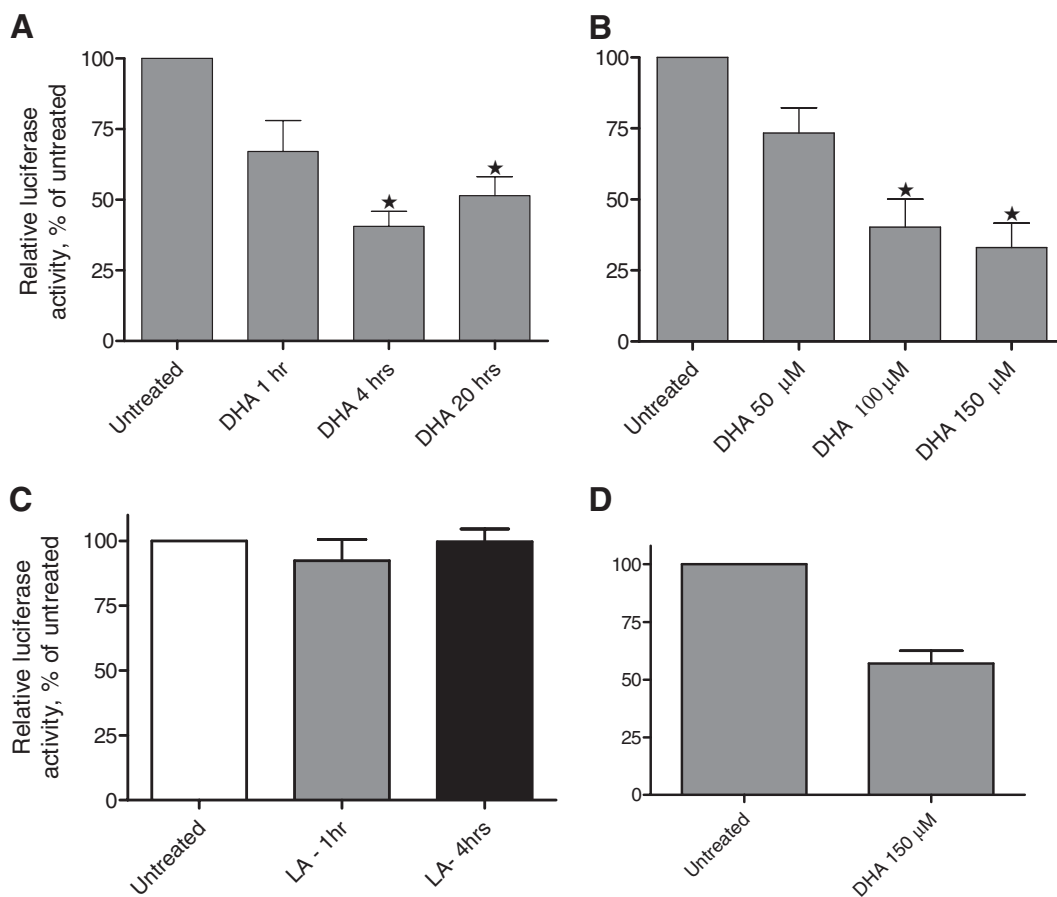 A
Relative luciferase
activity, % of untreated
100
75
50
25
0
Untreated
DHA 1 hr
DHA 4 hrs
DHA 20 hrs
B
100
75
50
25
0
Untreated
DHA 50 µM
DHA 100 µM
DHA 150 µM
C
Relative luciferase
activity, % of untreated
100
75
50
25
0
Untreated
LA - 1hr
LA- 4hrs
D
100
75
50
25
0
Untreated
DHA 150 µM